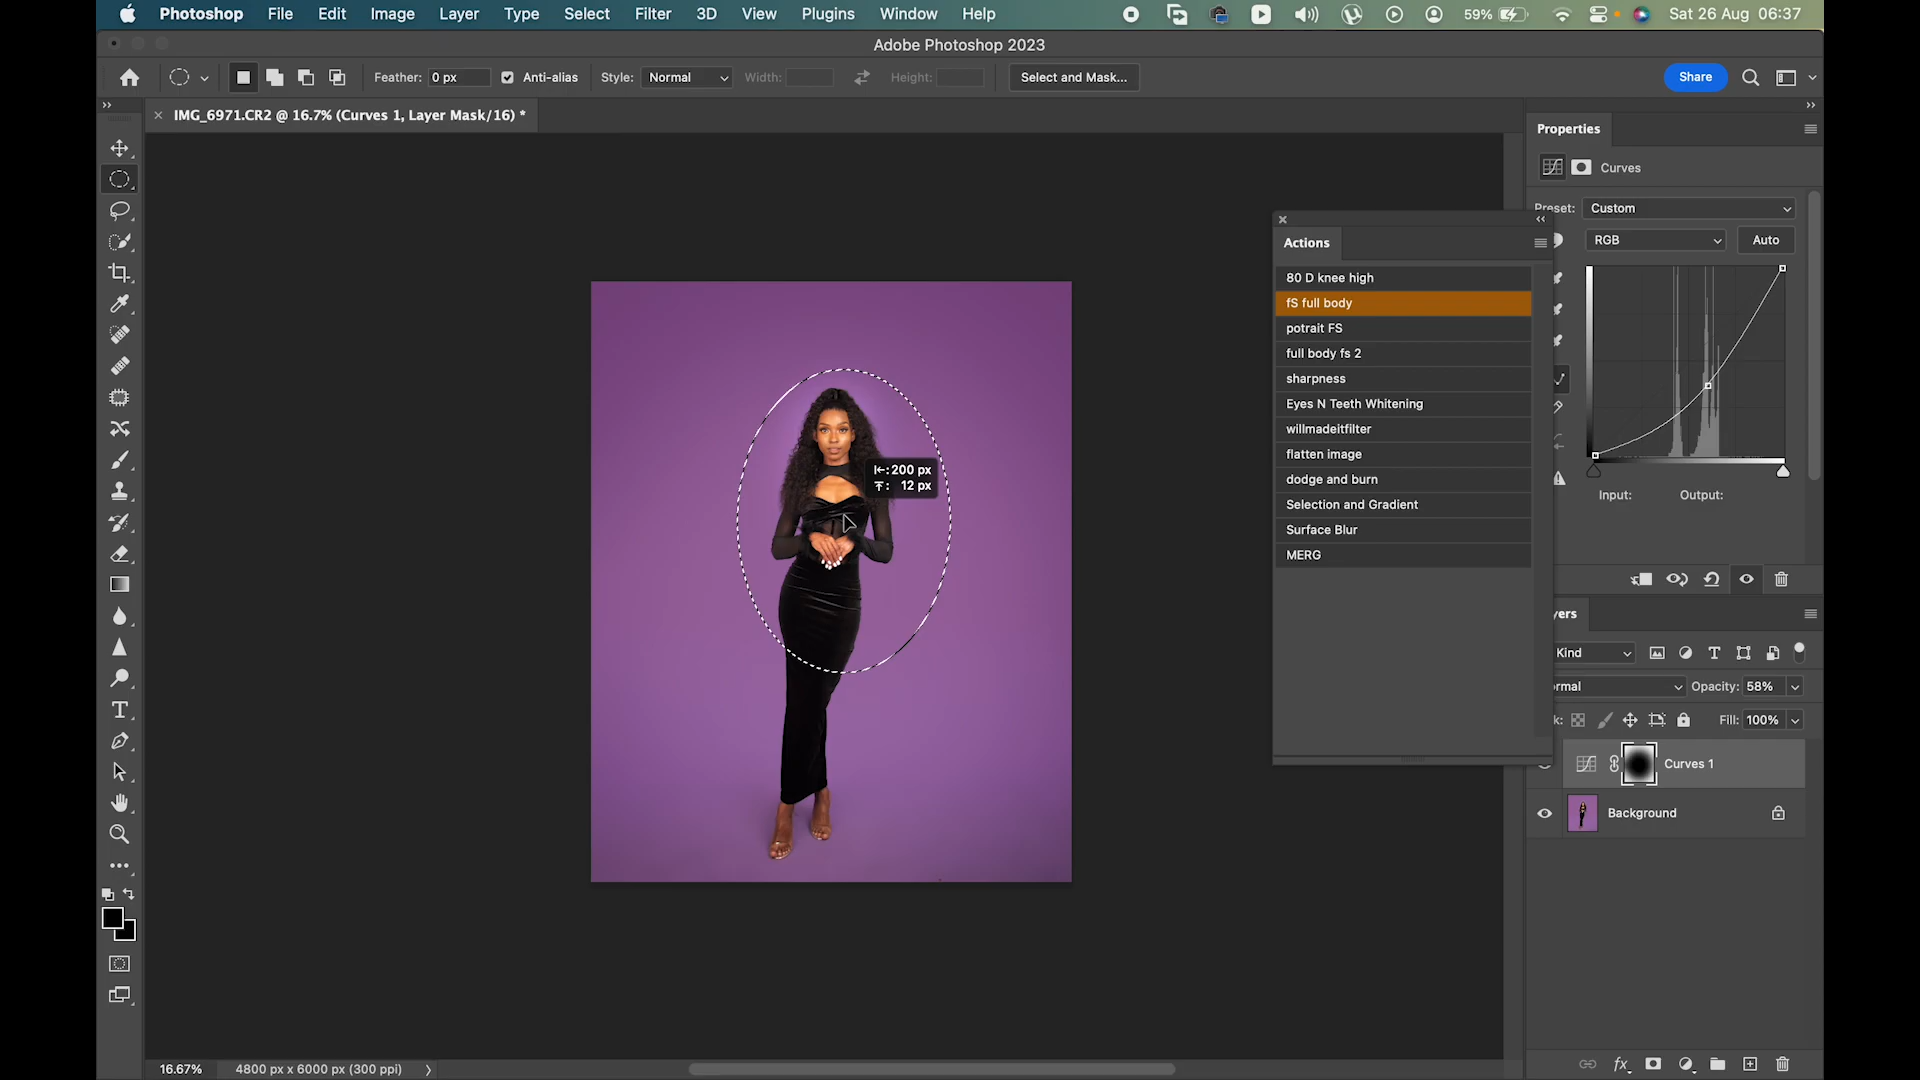 Photoshop File Edit Image Layer Type Select Filter 3D View Plugins Window Help 59% Sat 26 Aug 06:37
Adobe Photoshop 2023
Feather: 0 px Anti-alias Style: Normal Width: Height: Select and Mask... Share
IMG_6971.CR2 @ 16.7% (Curves 1, Layer Mask/16) *
Properties
Curves
Preset: Custom
RGB Auto
Actions
80 D knee high
fS full body
potrait FS
full body fs 2
sharpness
Eyes N Teeth Whitening
willmadeitfilter
flatten image
dodge and burn
Selection and Gradient
Surface Blur
MERG
200 px
12 px
Input: Output:
yers
Kind
rmal Opacity: 58%
k: Fill: 100%
Curves 1
Background
16.67% 4800 px x 6000 px (300 ppi)